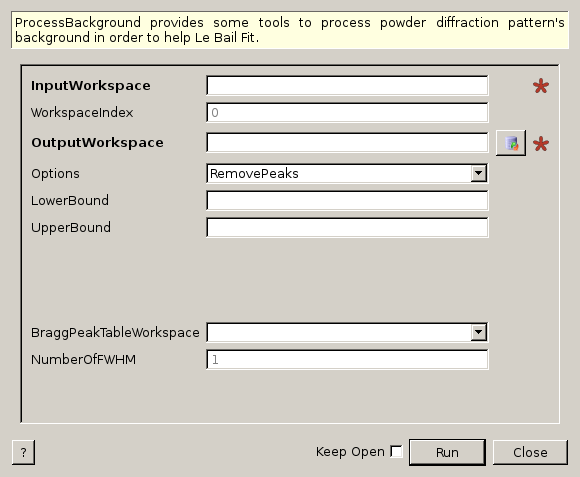 ProcessBackground provides some tools to process powder diffraction pattern's
background in order to help Le Bail Fit.
InputWorkspace
WorkspaceIndex 0
OutputWorkspace
Options RemovePeaks
LowerBound
UpperBound
BraggPeakTableWorkspace
NumberOfFWHM 1
? Keep Open Run Close